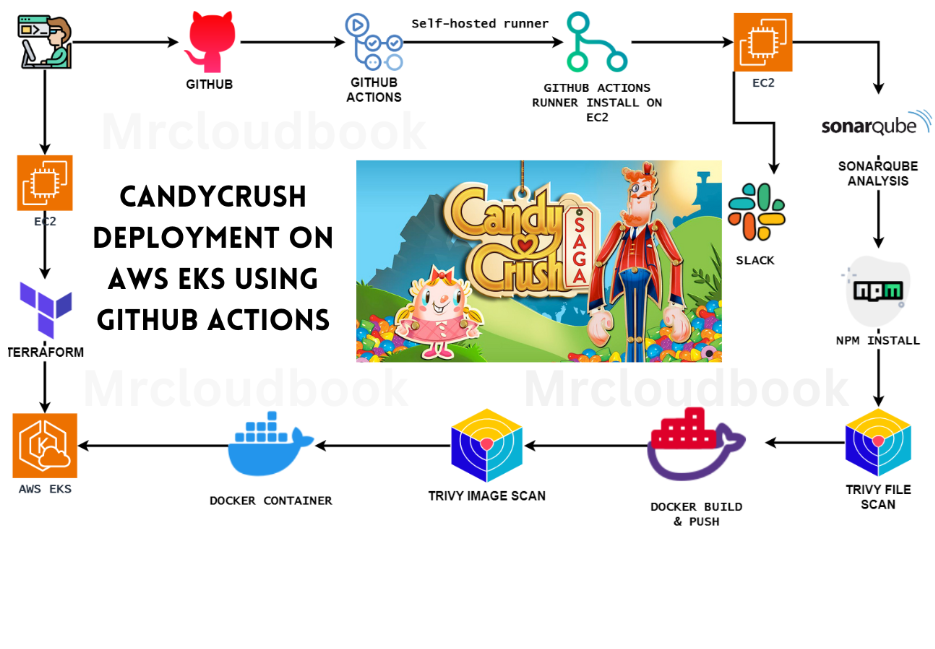 Self-hosted runner
GITHUB
GITHUB
ACTIONS
GITHUB ACTIONS
RUNNER INSTALL ON
EC2
EC2
sonarqube
SONARQUBE
ANALYSIS
Mrcloudbook
EC2
CANDYCRUSH
DEPLOYMENT ON
AWS EKS USING
GITHUB ACTIONS
Candy
Crush
SAGA
SLACK
npm
NPM INSTALL
TERRAFORM
Mrcloudbook
Mrcloudbook
AWS EKS
DOCKER CONTAINER
TRIVY IMAGE SCAN
DOCKER BUILD
& PUSH
TRIVY FILE
SCAN